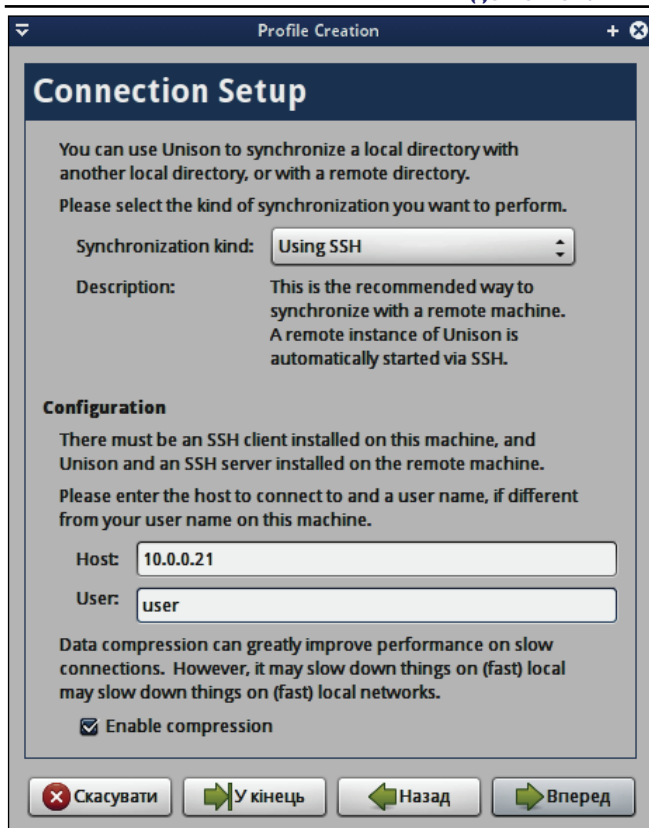 Profile Creation
Connection Setup
You can use Unison to synchronize a local directory with
another local directory, or with a remote directory.
Please select the kind of synchronization you want to perform.
Synchronization kind: Using SSH
Description: This is the recommended way to
synchronize with a remote machine.
A remote instance of Unison is
automatically started via SSH.
Configuration
There must be an SSH client installed on this machine, and
Unison and an SSH server installed on the remote machine.
Please enter the host to connect to and a user name, if different
from your user name on this machine.
Host: 10.0.0.21
User: user
Data compression can greatly improve performance on slow
connections. However, it may slow down things on (fast) local
may slow down things on (fast) local networks.
Enable compression
Скасувати У кінець Назад Вперед